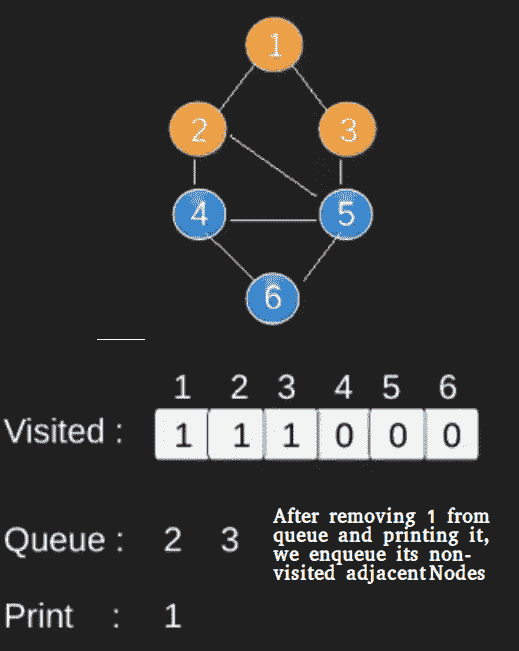 1
2 3
4 5
6
1 2 3 4 5 6
Visited : 1 1 1 0 0 0
Queue : 2 3
After removing 1 from
queue and printing it,
we enqueue its non-
visited adjacent Nodes
Print : 1